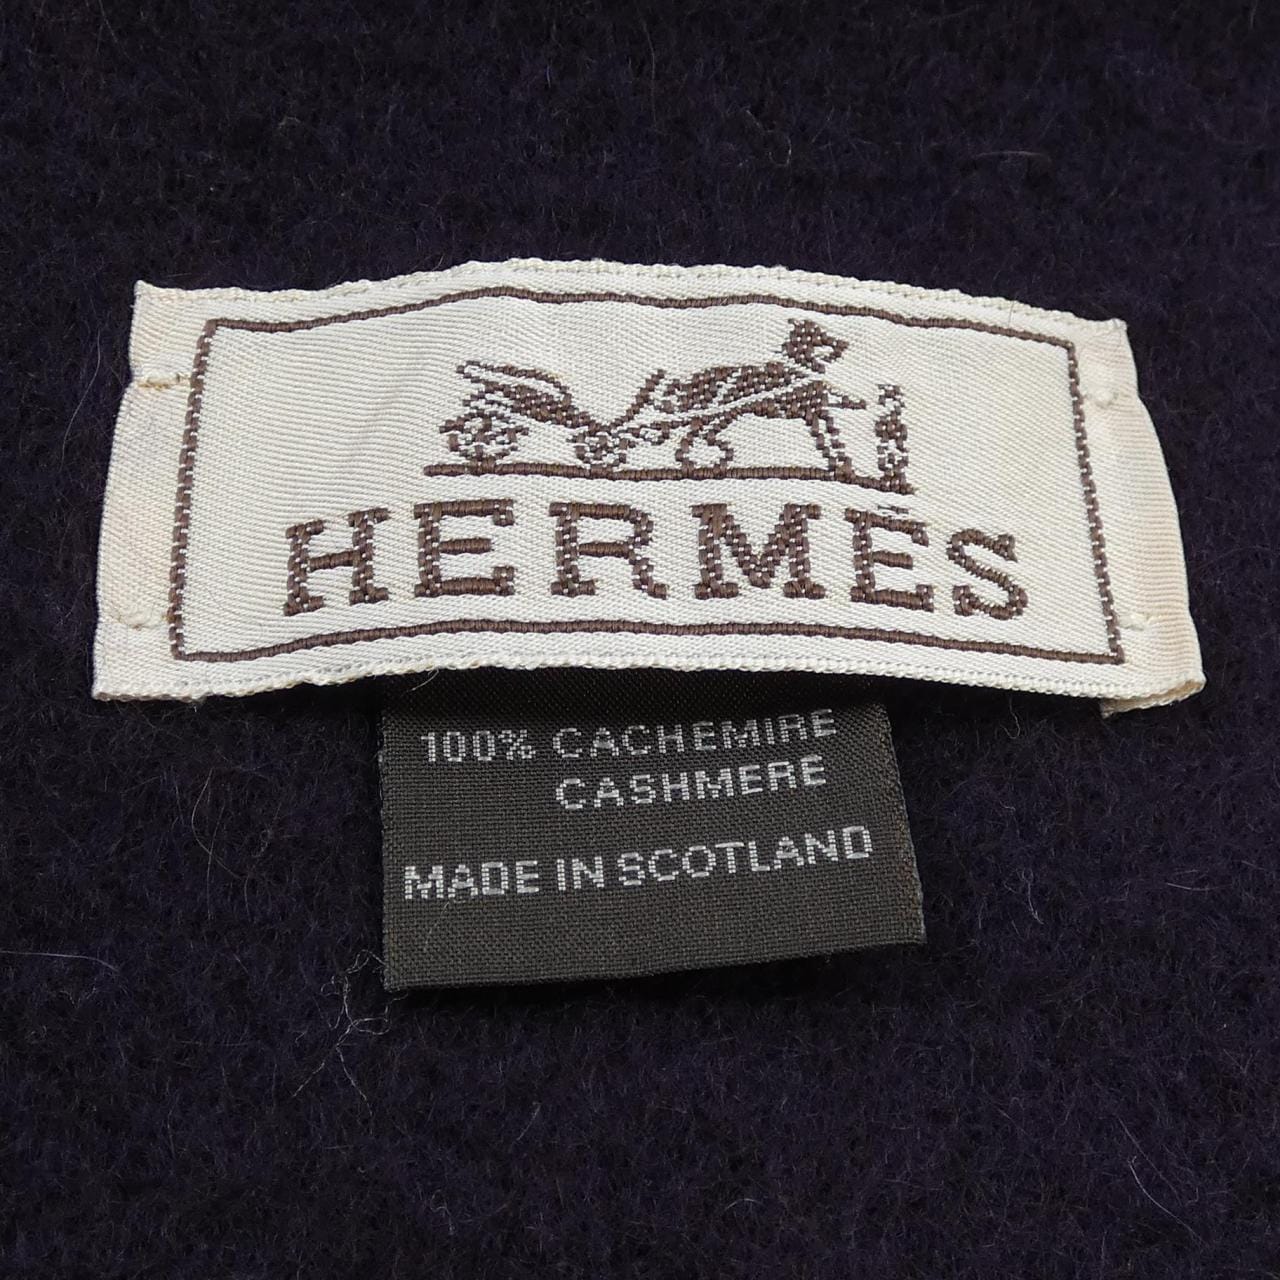 HERMÈS
100% CACHEMIRE
CASHMERE
MADE IN SCOTLAND